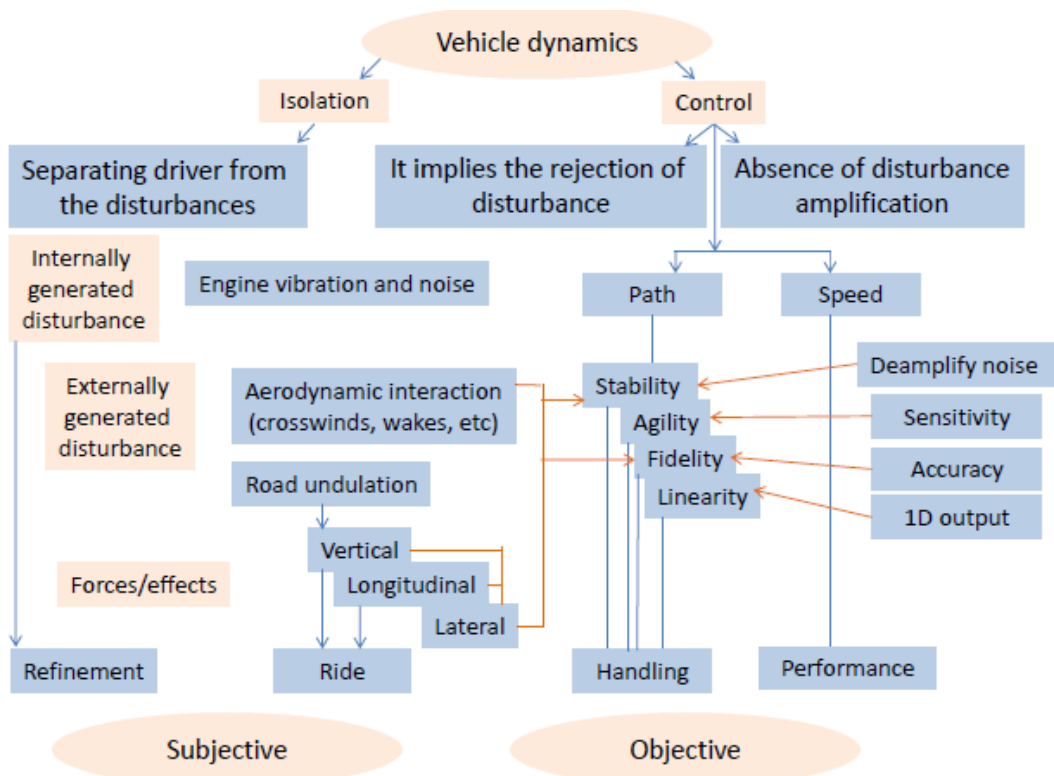 Vehicle dynamics
Isolation
Control
Separating driver from
the disturbances
It implies the rejection of
disturbance
Absence of disturbance
amplification
Internally
generated
disturbance
Engine vibration and noise
Path
Speed
Externally
generated
disturbance
Aerodynamic interaction
(crosswinds, wakes, etc)
Stability
Deamplify noise
Agility
Sensitivity
Fidelity
Accuracy
Road undulation
Linearity
1D output
Vertical
Forces/effects
Longitudinal
Lateral
Refinement
Ride
Handling
Performance
Subjective
Objective